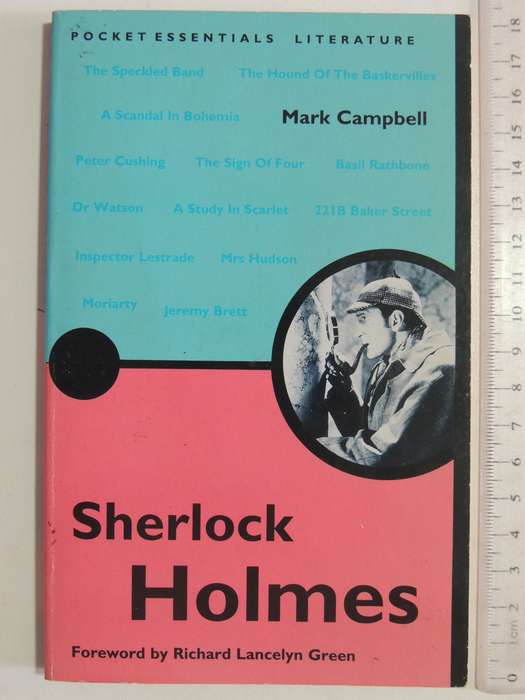 POCKET ESSENTIALS LITERATURE
The Speckled Band The Hound Of The Baskervilles
A Scandal In Bohemia Mark Campbell
Peter Cushing The Sign Of Four Basil Rathbone
Dr Watson A Study In Scarlet 221B Baker Street
Inspector Lestrade Mrs Hudson
Moriarty Jeremy Brett
Sherlock
Holmes
Foreword by Richard Lancelyn Green
18
17
16
15
14
13
12
11
10
9
8
7
6
5
4
3
2
1cm
0